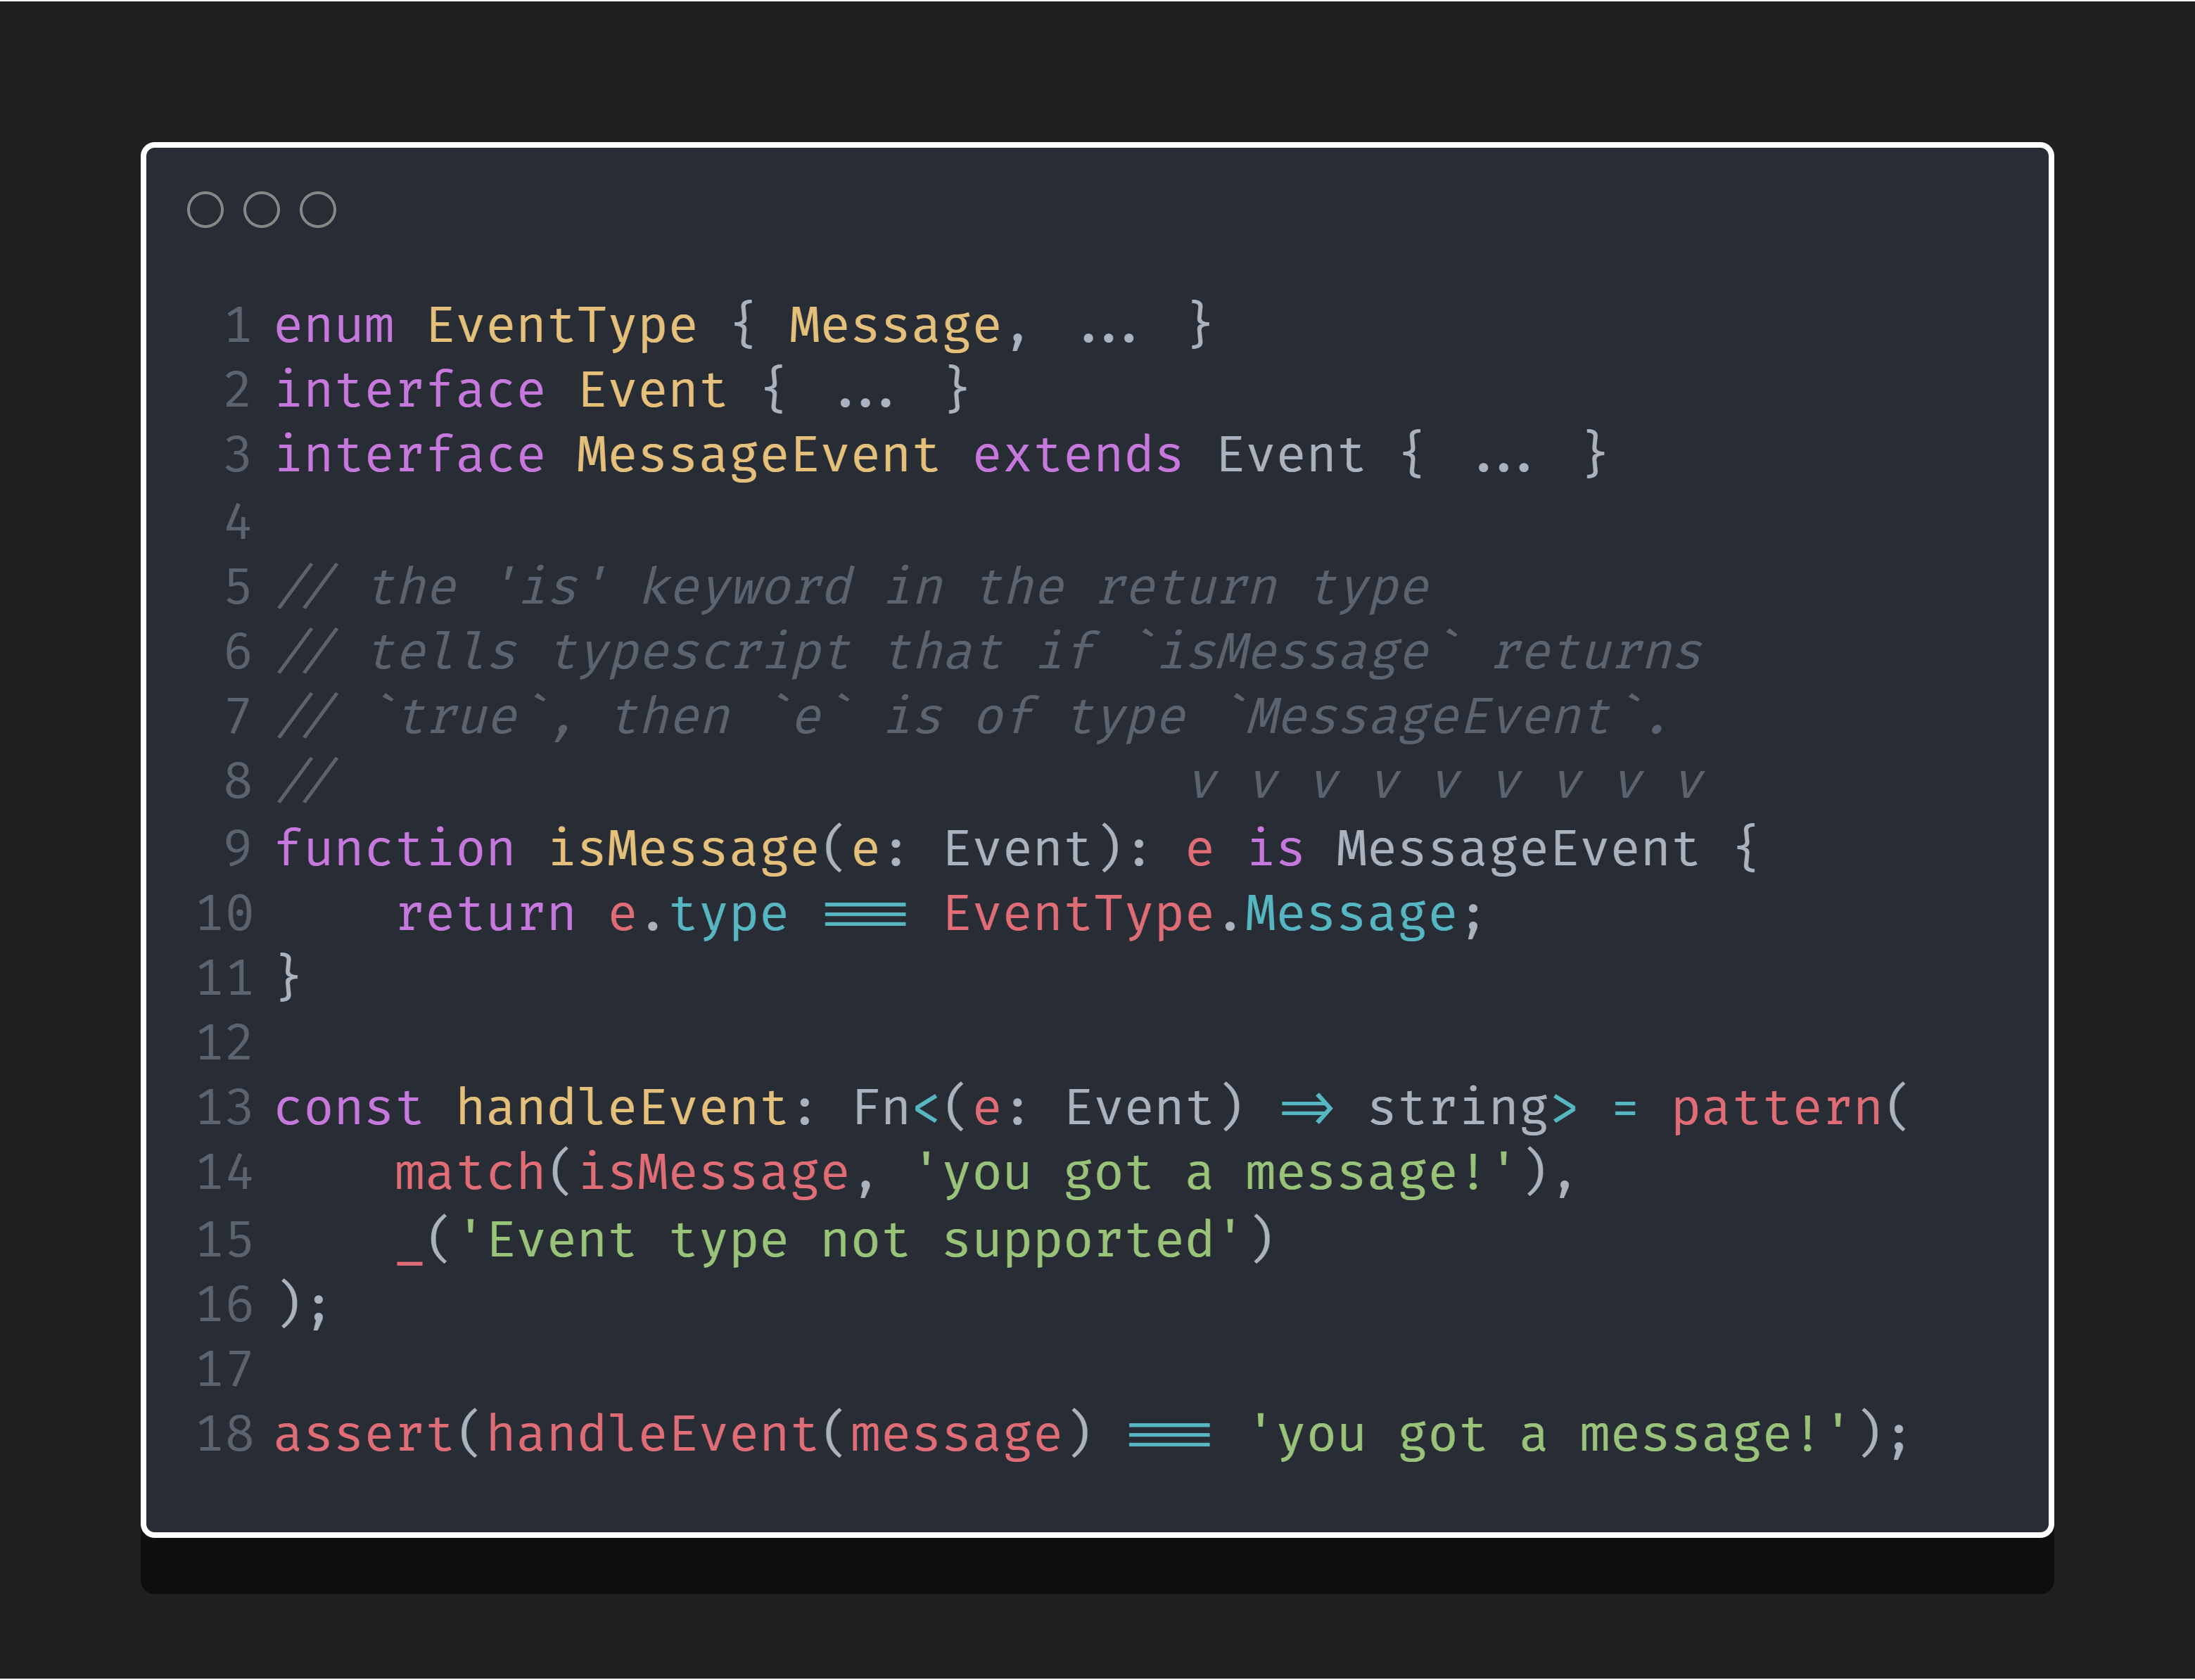 1 enum EventType { Message, ... }
2 interface Event { ... }
3 interface MessageEvent extends Event { ... }
4
5 // the 'is' keyword in the return type
6 // tells typescript that if `isMessage` returns
7 // `true`, then `e` is of type `MessageEvent`.
8 //                              v v v v v v v v v
9 function isMessage(e: Event): e is MessageEvent {
10     return e.type === EventType.Message;
11 }
12
13 const handleEvent: Fn<(e: Event) => string> = pattern(
14     match(isMessage, 'you got a message!'),
15     _('Event type not supported')
16 );
17
18 assert(handleEvent(message) === 'you got a message!');